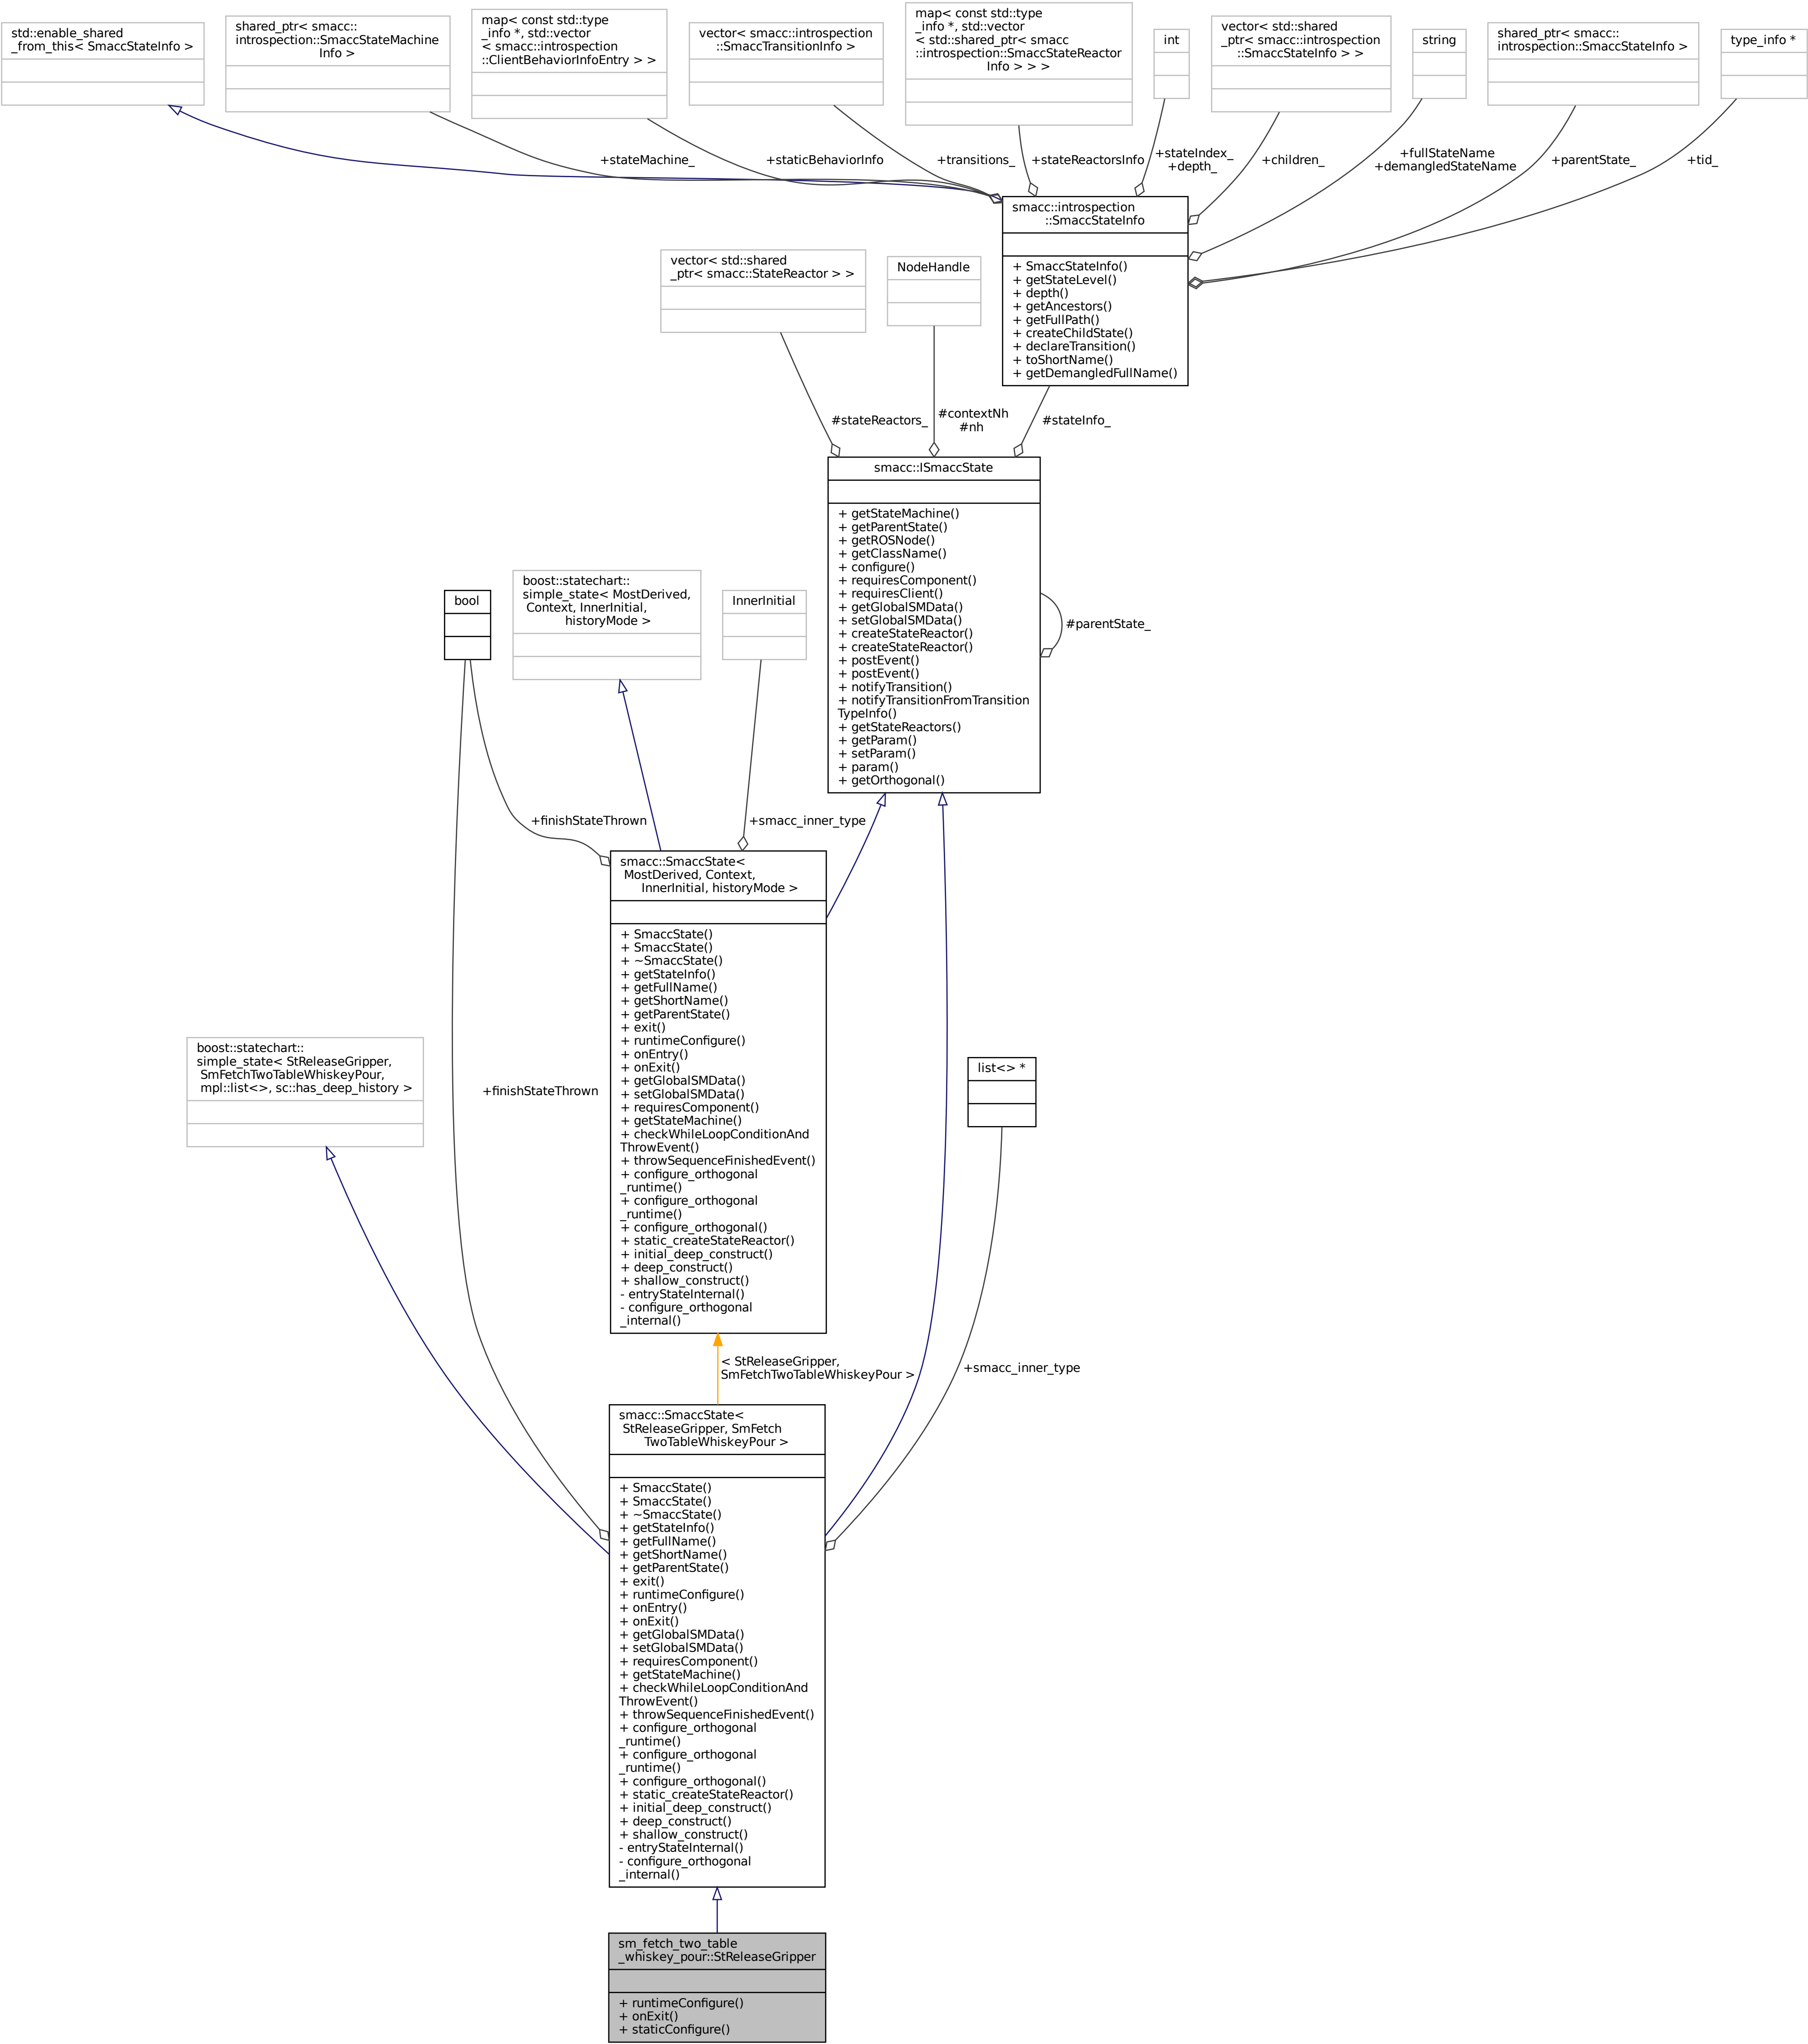 std::enable_shared
_from_this< SmaccStateInfo >
shared_ptr< smacc::
introspection::SmaccStateMachine
Info >
map< const std::type
_info *, std::vector
< smacc::introspection
::ClientBehaviorInfoEntry > >
vector< smacc::introspection
::SmaccTransitionInfo >
map< const std::type
_info *, std::vector
< std::shared_ptr< smacc
::introspection::SmaccStateReactor
Info > > >
int
vector< std::shared
_ptr< smacc::introspection
::SmaccStateInfo > >
string
shared_ptr< smacc::
introspection::SmaccStateInfo >
type_info *
+stateMachine_
+staticBehaviorInfo
+transitions_
+stateReactorsInfo
+stateIndex_
+depth_
+children_
+fullStateName
+demangledStateName
+parentState_
+tid_
smacc::introspection
::SmaccStateInfo
+ SmaccStateInfo()
+ getStateLevel()
+ depth()
+ getAncestors()
+ getFullPath()
+ createChildState()
+ declareTransition()
+ toShortName()
+ getDemangledFullName()
vector< std::shared
_ptr< smacc::StateReactor > >
NodeHandle
#stateReactors_
#contextNh
#nh
#stateInfo_
smacc::ISmaccState
+ getStateMachine()
+ getParentState()
+ getROSNode()
+ getClassName()
+ configure()
+ requiresComponent()
+ requiresClient()
+ getGlobalSMData()
+ setGlobalSMData()
+ createStateReactor()
+ createStateReactor()
+ postEvent()
+ postEvent()
+ notifyTransition()
+ notifyTransitionFromTransition
TypeInfo()
+ getStateReactors()
+ getParam()
+ setParam()
+ param()
+ getOrthogonal()
#parentState_
bool
boost::statechart::
simple_state< MostDerived,
Context, InnerInitial,
historyMode >
InnerInitial
+finishStateThrown
+smacc_inner_type
smacc::SmaccState<
MostDerived, Context,
InnerInitial, historyMode >
+ SmaccState()
+ SmaccState()
+ ~SmaccState()
+ getStateInfo()
+ getFullName()
+ getShortName()
+ getParentState()
+ exit()
+ runtimeConfigure()
+ onEntry()
+ onExit()
+ getGlobalSMData()
+ setGlobalSMData()
+ requiresComponent()
+ getStateMachine()
+ checkWhileLoopConditionAnd
ThrowEvent()
+ throwSequenceFinishedEvent()
+ configure_orthogonal
_runtime()
+ configure_orthogonal
_runtime()
+ configure_orthogonal()
+ static_createStateReactor()
+ initial_deep_construct()
+ deep_construct()
+ shallow_construct()
- entryStateInternal()
- configure_orthogonal
_internal()
boost::statechart::
simple_state< StReleaseGripper,
SmFetchTwoTableWhiskeyPour,
mpl::list<>, sc::has_deep_history >
+finishStateThrown
list<> *
< StReleaseGripper,
SmFetchTwoTableWhiskeyPour >
+smacc_inner_type
smacc::SmaccState<
StReleaseGripper, SmFetch
TwoTableWhiskeyPour >
+ SmaccState()
+ SmaccState()
+ ~SmaccState()
+ getStateInfo()
+ getFullName()
+ getShortName()
+ getParentState()
+ exit()
+ runtimeConfigure()
+ onEntry()
+ onExit()
+ getGlobalSMData()
+ setGlobalSMData()
+ requiresComponent()
+ getStateMachine()
+ checkWhileLoopConditionAnd
ThrowEvent()
+ throwSequenceFinishedEvent()
+ configure_orthogonal
_runtime()
+ configure_orthogonal
_runtime()
+ configure_orthogonal()
+ static_createStateReactor()
+ initial_deep_construct()
+ deep_construct()
+ shallow_construct()
- entryStateInternal()
- configure_orthogonal
_internal()
sm_fetch_two_table
_whiskey_pour::StReleaseGripper
+ runtimeConfigure()
+ onExit()
+ staticConfigure()